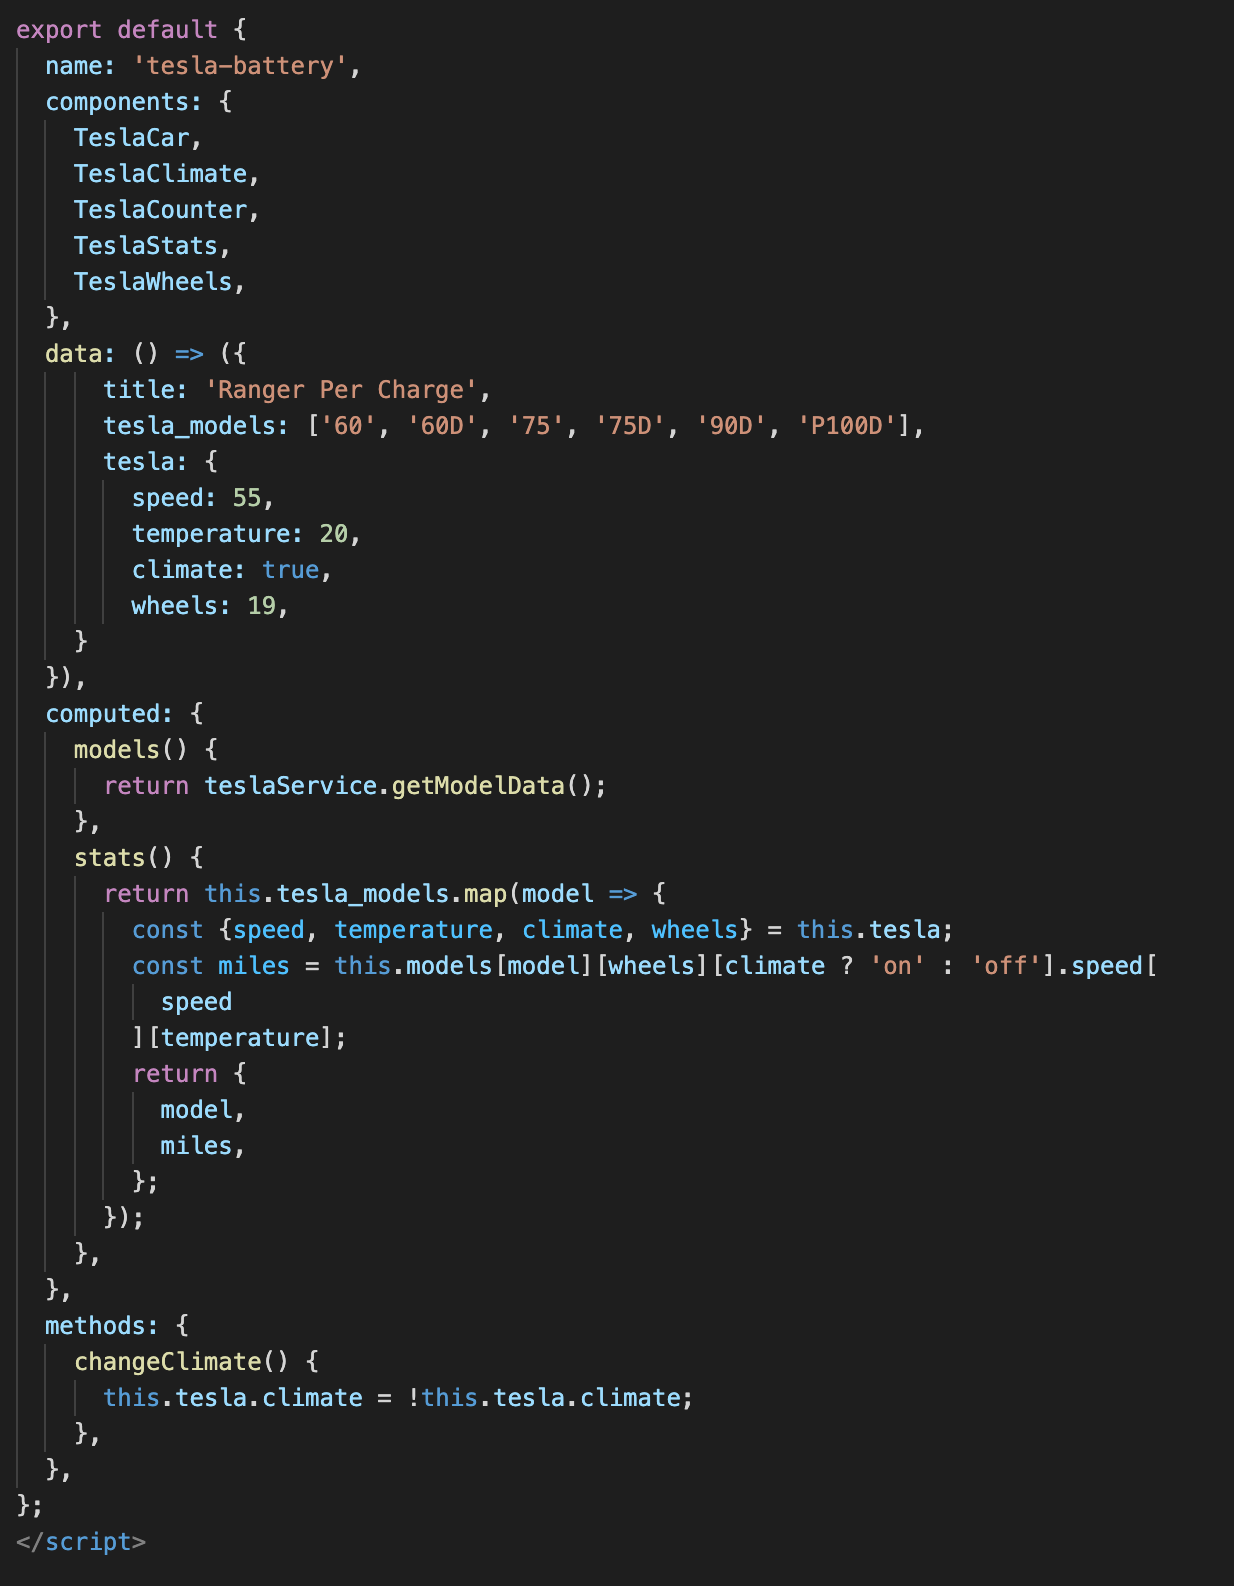 export default {
  name: 'tesla-battery',
  components: {
    TeslaCar,
    TeslaClimate,
    TeslaCounter,
    TeslaStats,
    TeslaWheels,
  },
  data: () => ({
      title: 'Ranger Per Charge',
      tesla_models: ['60', '60D', '75', '75D', '90D', 'P100D'],
      tesla: {
        speed: 55,
        temperature: 20,
        climate: true,
        wheels: 19,
    }
  }),
  computed: {
    models() {
      return teslaService.getModelData();
    },
    stats() {
      return this.tesla_models.map(model => {
        const {speed, temperature, climate, wheels} = this.tesla;
        const miles = this.models[model][wheels][climate ? 'on' : 'off'].speed[
          speed
        ][temperature];
        return {
          model,
          miles,
        };
      });
    },
  },
  methods: {
    changeClimate() {
      this.tesla.climate = !this.tesla.climate;
    },
  },
};
</script>